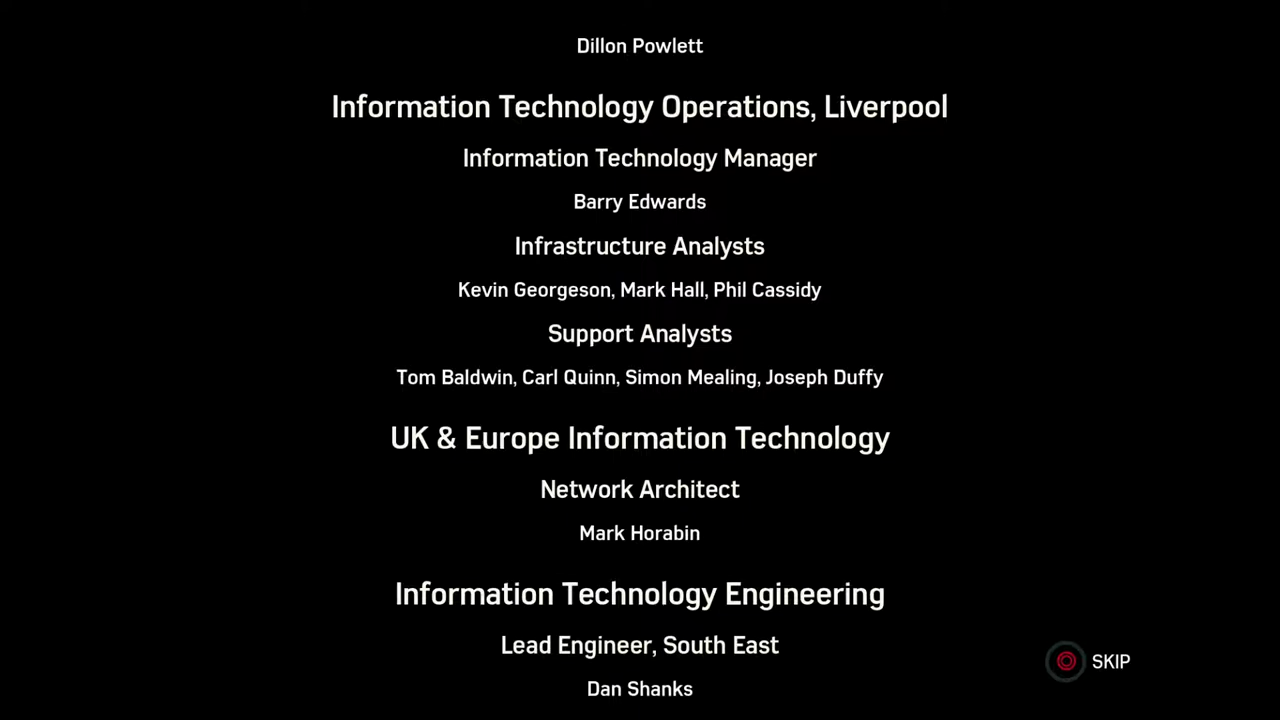 Dillon Powlett
Information Technology Operations, Liverpool
Information Technology Manager
Barry Edwards
Infrastructure Analysts
Kevin Georgeson, Mark Hall, Phil Cassidy
Support Analysts
Tom Baldwin, Carl Quinn, Simon Mealing, Joseph Duffy
UK & Europe Information Technology
Network Architect
Mark Horabin
Information Technology Engineering
Lead Engineer, South East
SKIP
Dan Shanks